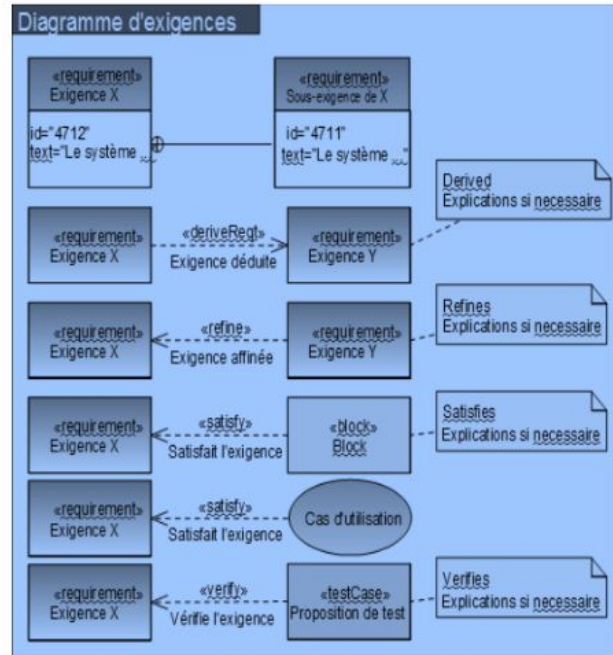 Diagramme d'exigences
«requirement»
Exigence X
id="4712"
text="Le système ..."
«requirement»
Sous-exigence de X
id="4711"
text="Le système ..."
«requirement»
Exigence X
«deriveReqt»
Exigence déduite
«requirement»
Exigence Y
Derived
Explications si necessaire
«requirement»
Exigence X
«refine»
Exigence affinée
«requirement»
Exigence Y
Refines
Explications si necessaire
«requirement»
Exigence X
«satisfy»
Satisfait l'exigence
«block»
Block
Satisfies
Explications si necessaire
«requirement»
Exigence X
«satisfy»
Satisfait l'exigence
Cas d'utilisation
«requirement»
Exigence X
«verify»
Vérifie l'exigence
«testCase»
Proposition de test
Verifies
Explications si necessaire